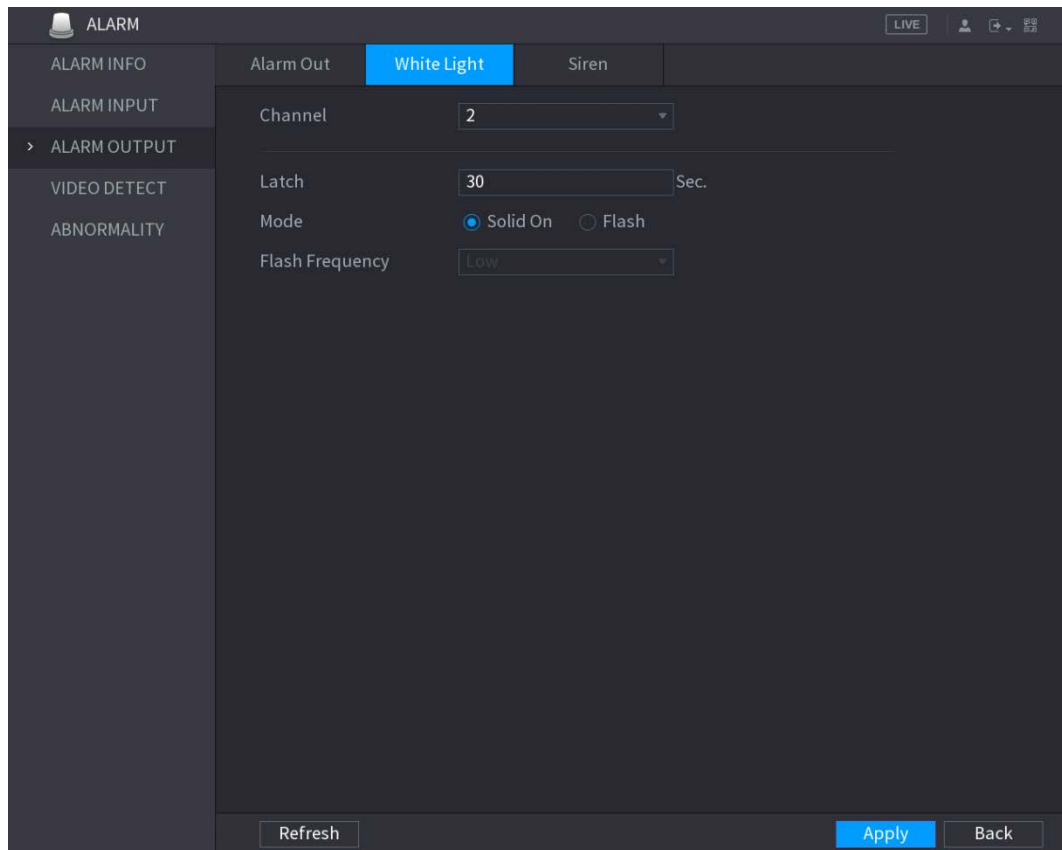 ALARM
LIVE
ALARM INFO
ALARM INPUT
ALARM OUTPUT
VIDEO DETECT
ABNORMALITY
Alarm Out White Light Siren
Channel 2
Latch 30 Sec.
Mode Solid On Flash
Flash Frequency Low
Refresh Apply Back